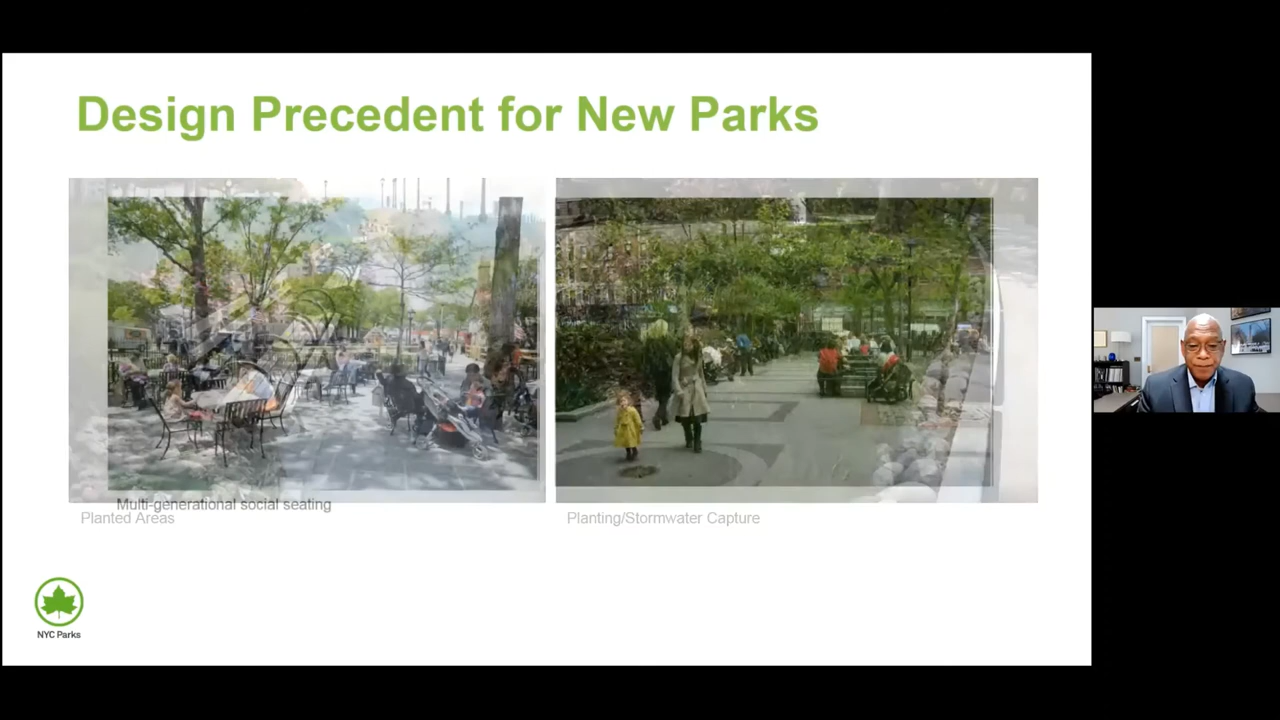 Design Precedent for New Parks
Multi-generational social seating
Planted Areas
Planting/Stormwater Capture
NYC Parks